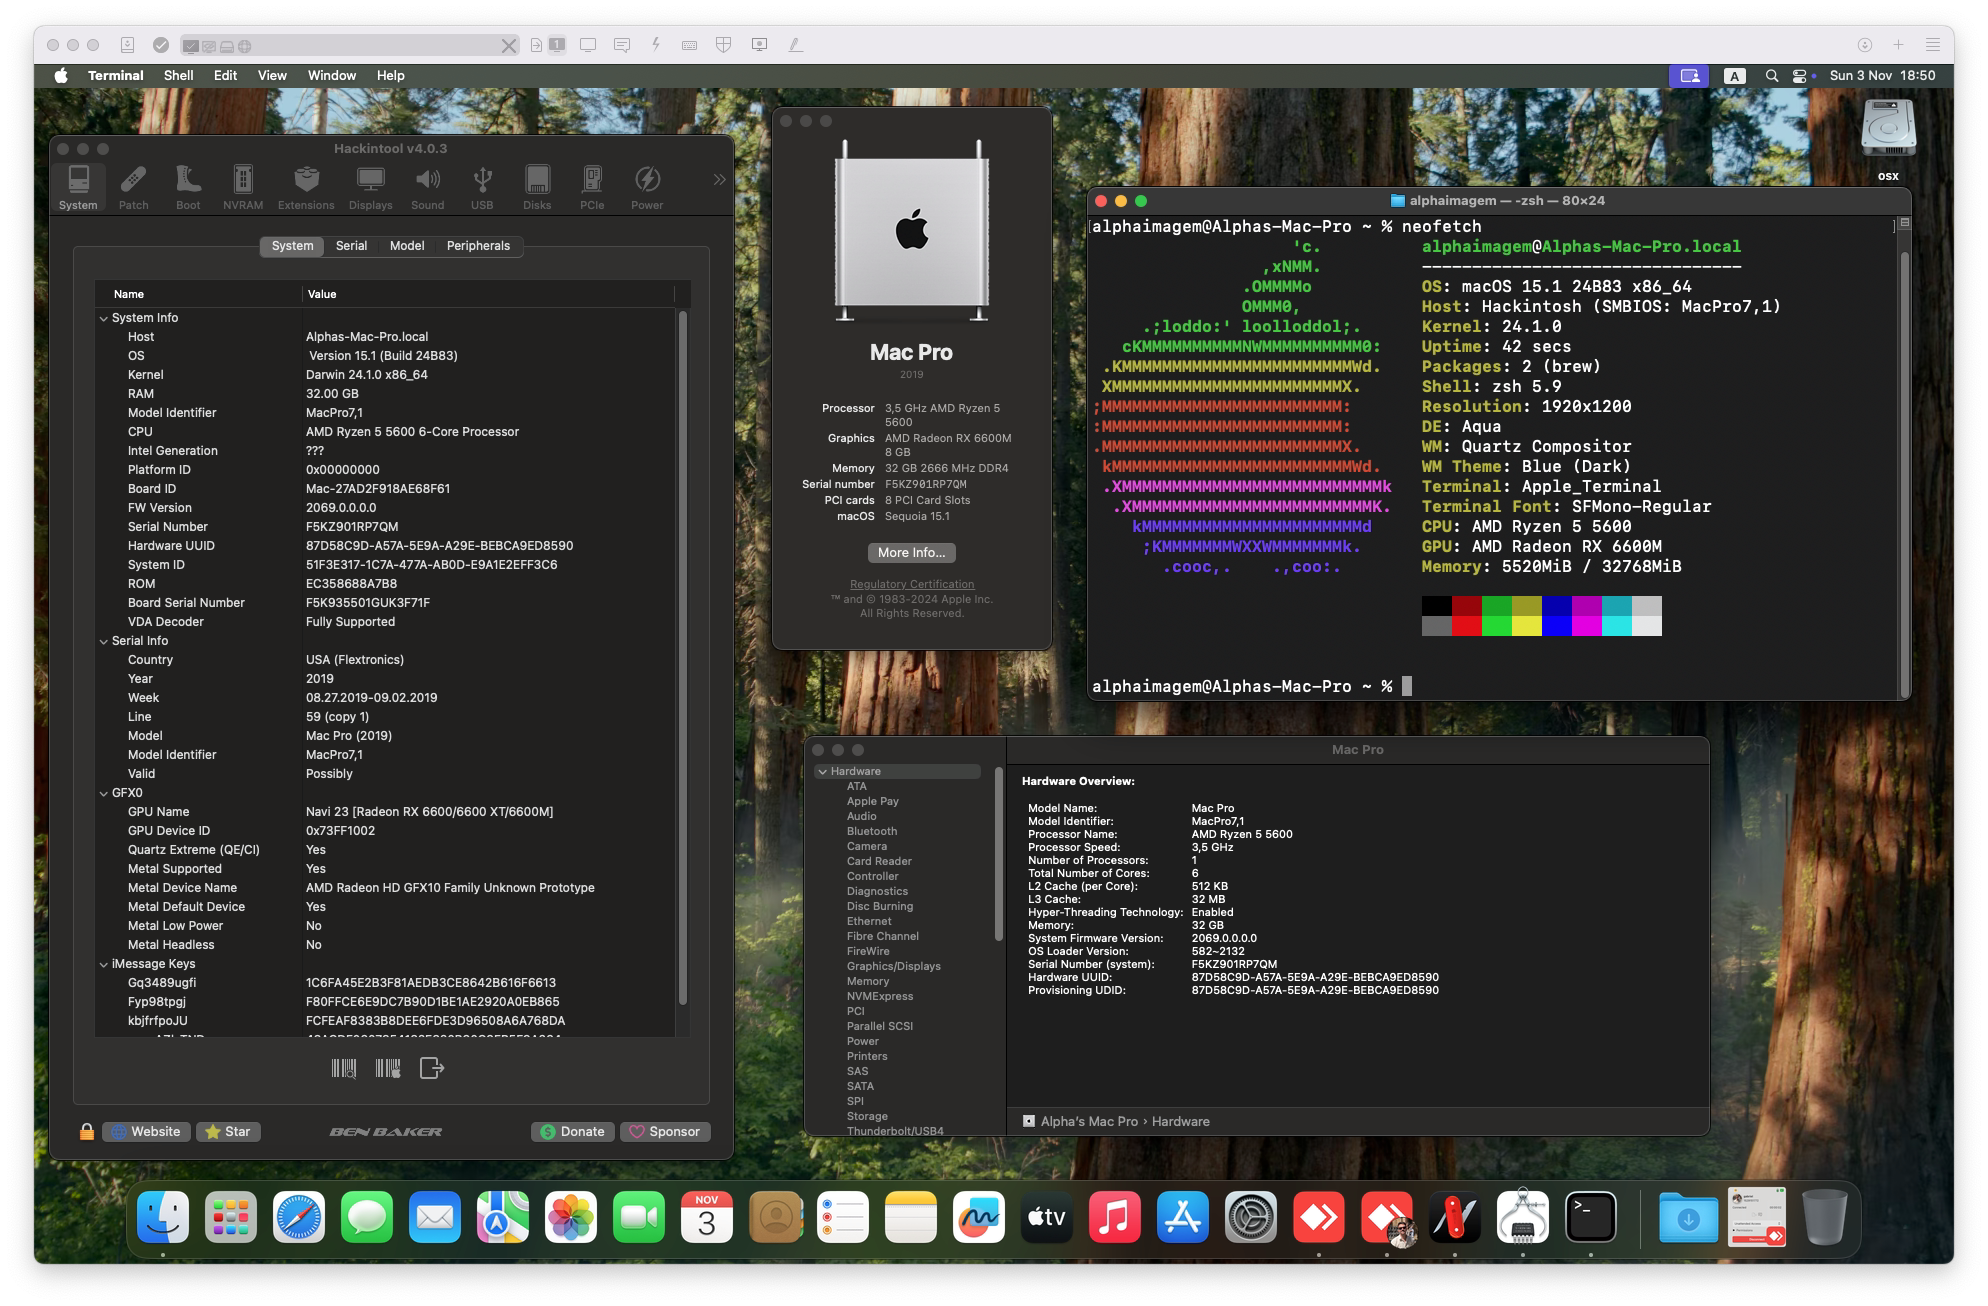 1
Terminal Shell Edit View Window Help
A
Sun 3 Nov 18:50
osx
Hackintool v4.0.3
System Patch Boot NVRAM Extensions Displays Sound USB Disks PCIe Power
System Serial Model Peripherals
Name Value
System Info
Host Alphas-Mac-Pro.local
OS Version 15.1 (Build 24B83)
Kernel Darwin 24.1.0 x86_64
RAM 32.00 GB
Model Identifier MacPro7,1
CPU AMD Ryzen 5 5600 6-Core Processor
Intel Generation ???
Platform ID 0x00000000
Board ID Mac-27AD2F918AE68F61
FW Version 2069.0.0.0.0
Serial Number F5KZ901RP7QM
Hardware UUID 87D58C9D-A57A-5E9A-A29E-BEBCA9ED8590
System ID 51F3E317-1C7A-477A-AB0D-E9A1E2EFF3C6
ROM EC358688A7B8
Board Serial Number F5K935501GUK3F71F
VDA Decoder Fully Supported
Serial Info
Country USA (Flextronics)
Year 2019
Week 08.27.2019-09.02.2019
Line 59 (copy 1)
Model Mac Pro (2019)
Model Identifier MacPro7,1
Valid Possibly
GFX0
GPU Name Navi 23 [Radeon RX 6600/6600 XT/6600M]
GPU Device ID 0x73FF1002
Quartz Extreme (QE/CI) Yes
Metal Supported Yes
Metal Device Name AMD Radeon HD GFX10 Family Unknown Prototype
Metal Default Device Yes
Metal Low Power No
Metal Headless No
iMessage Keys
Gq3489ugfi 1C6FA45E2B3F81AEDB3CE8642B616F6613
Fyp98tpgj F80FFCE6E9DC7B90D1BE1AE2920A0EB865
kbjfrfpoJU FCFEAF8383B8DEE6FDE3D96508A6A768DA
Website Star BEN BAKER Donate Sponsor
Mac Pro
2019
Processor 3,5 GHz AMD Ryzen 5
5600
Graphics AMD Radeon RX 6600M
8 GB
Memory 32 GB 2666 MHz DDR4
Serial number F5KZ901RP7QM
PCI cards 8 PCI Card Slots
macOS Sequoia 15.1
More Info...
Regulatory Certification
™ and © 1983-2024 Apple Inc.
All Rights Reserved.
alphaimagem — -zsh — 80×24
[alphaimagem@Alphas-Mac-Pro ~ % neofetch ]
'c. alphaimagem@Alphas-Mac-Pro.local
,xNMM. --------------------------------
.OMMMMo OS: macOS 15.1 24B83 x86_64
OMMM0, Host: Hackintosh (SMBIOS: MacPro7,1)
.;loddo:' loolloddol;. Kernel: 24.1.0
cKMMMMMMMMMMNWMMMMMMMMMM0: Uptime: 42 secs
.KMMMMMMMMMMMMMMMMMMMMMMMWd. Packages: 2 (brew)
XMMMMMMMMMMMMMMMMMMMMMMMX. Shell: zsh 5.9
;MMMMMMMMMMMMMMMMMMMMMMMM: Resolution: 1920x1200
:MMMMMMMMMMMMMMMMMMMMMMMM: DE: Aqua
.MMMMMMMMMMMMMMMMMMMMMMMMX. WM: Quartz Compositor
kMMMMMMMMMMMMMMMMMMMMMMMMWd. WM Theme: Blue (Dark)
.XMMMMMMMMMMMMMMMMMMMMMMMMMMk Terminal: Apple_Terminal
.XMMMMMMMMMMMMMMMMMMMMMMMMK. Terminal Font: SFMono-Regular
kMMMMMMMMMMMMMMMMMMMMMMd CPU: AMD Ryzen 5 5600
;KMMMMMMMWXXWMMMMMMMk. GPU: AMD Radeon RX 6600M
.cooc,. .,coo:. Memory: 5520MiB / 32768MiB
alphaimagem@Alphas-Mac-Pro ~ %
Mac Pro
Hardware
ATA
Apple Pay
Audio
Bluetooth
Camera
Card Reader
Controller
Diagnostics
Disc Burning
Ethernet
Fibre Channel
FireWire
Graphics/Displays
Memory
NVMExpress
PCI
Parallel SCSI
Power
Printers
SAS
SATA
SPI
Storage
Thunderbolt/USB4
Hardware Overview:
Model Name: Mac Pro
Model Identifier: MacPro7,1
Processor Name: AMD Ryzen 5 5600
Processor Speed: 3,5 GHz
Number of Processors: 1
Total Number of Cores: 6
L2 Cache (per Core): 512 KB
L3 Cache: 32 MB
Hyper-Threading Technology: Enabled
Memory: 32 GB
System Firmware Version: 2069.0.0.0.0
OS Loader Version: 582~2132
Serial Number (system): F5KZ901RP7QM
Hardware UUID: 87D58C9D-A57A-5E9A-A29E-BEBCA9ED8590
Provisioning UDID: 87D58C9D-A57A-5E9A-A29E-BEBCA9ED8590
Alpha's Mac Pro › Hardware
NOV
3
tv
>_